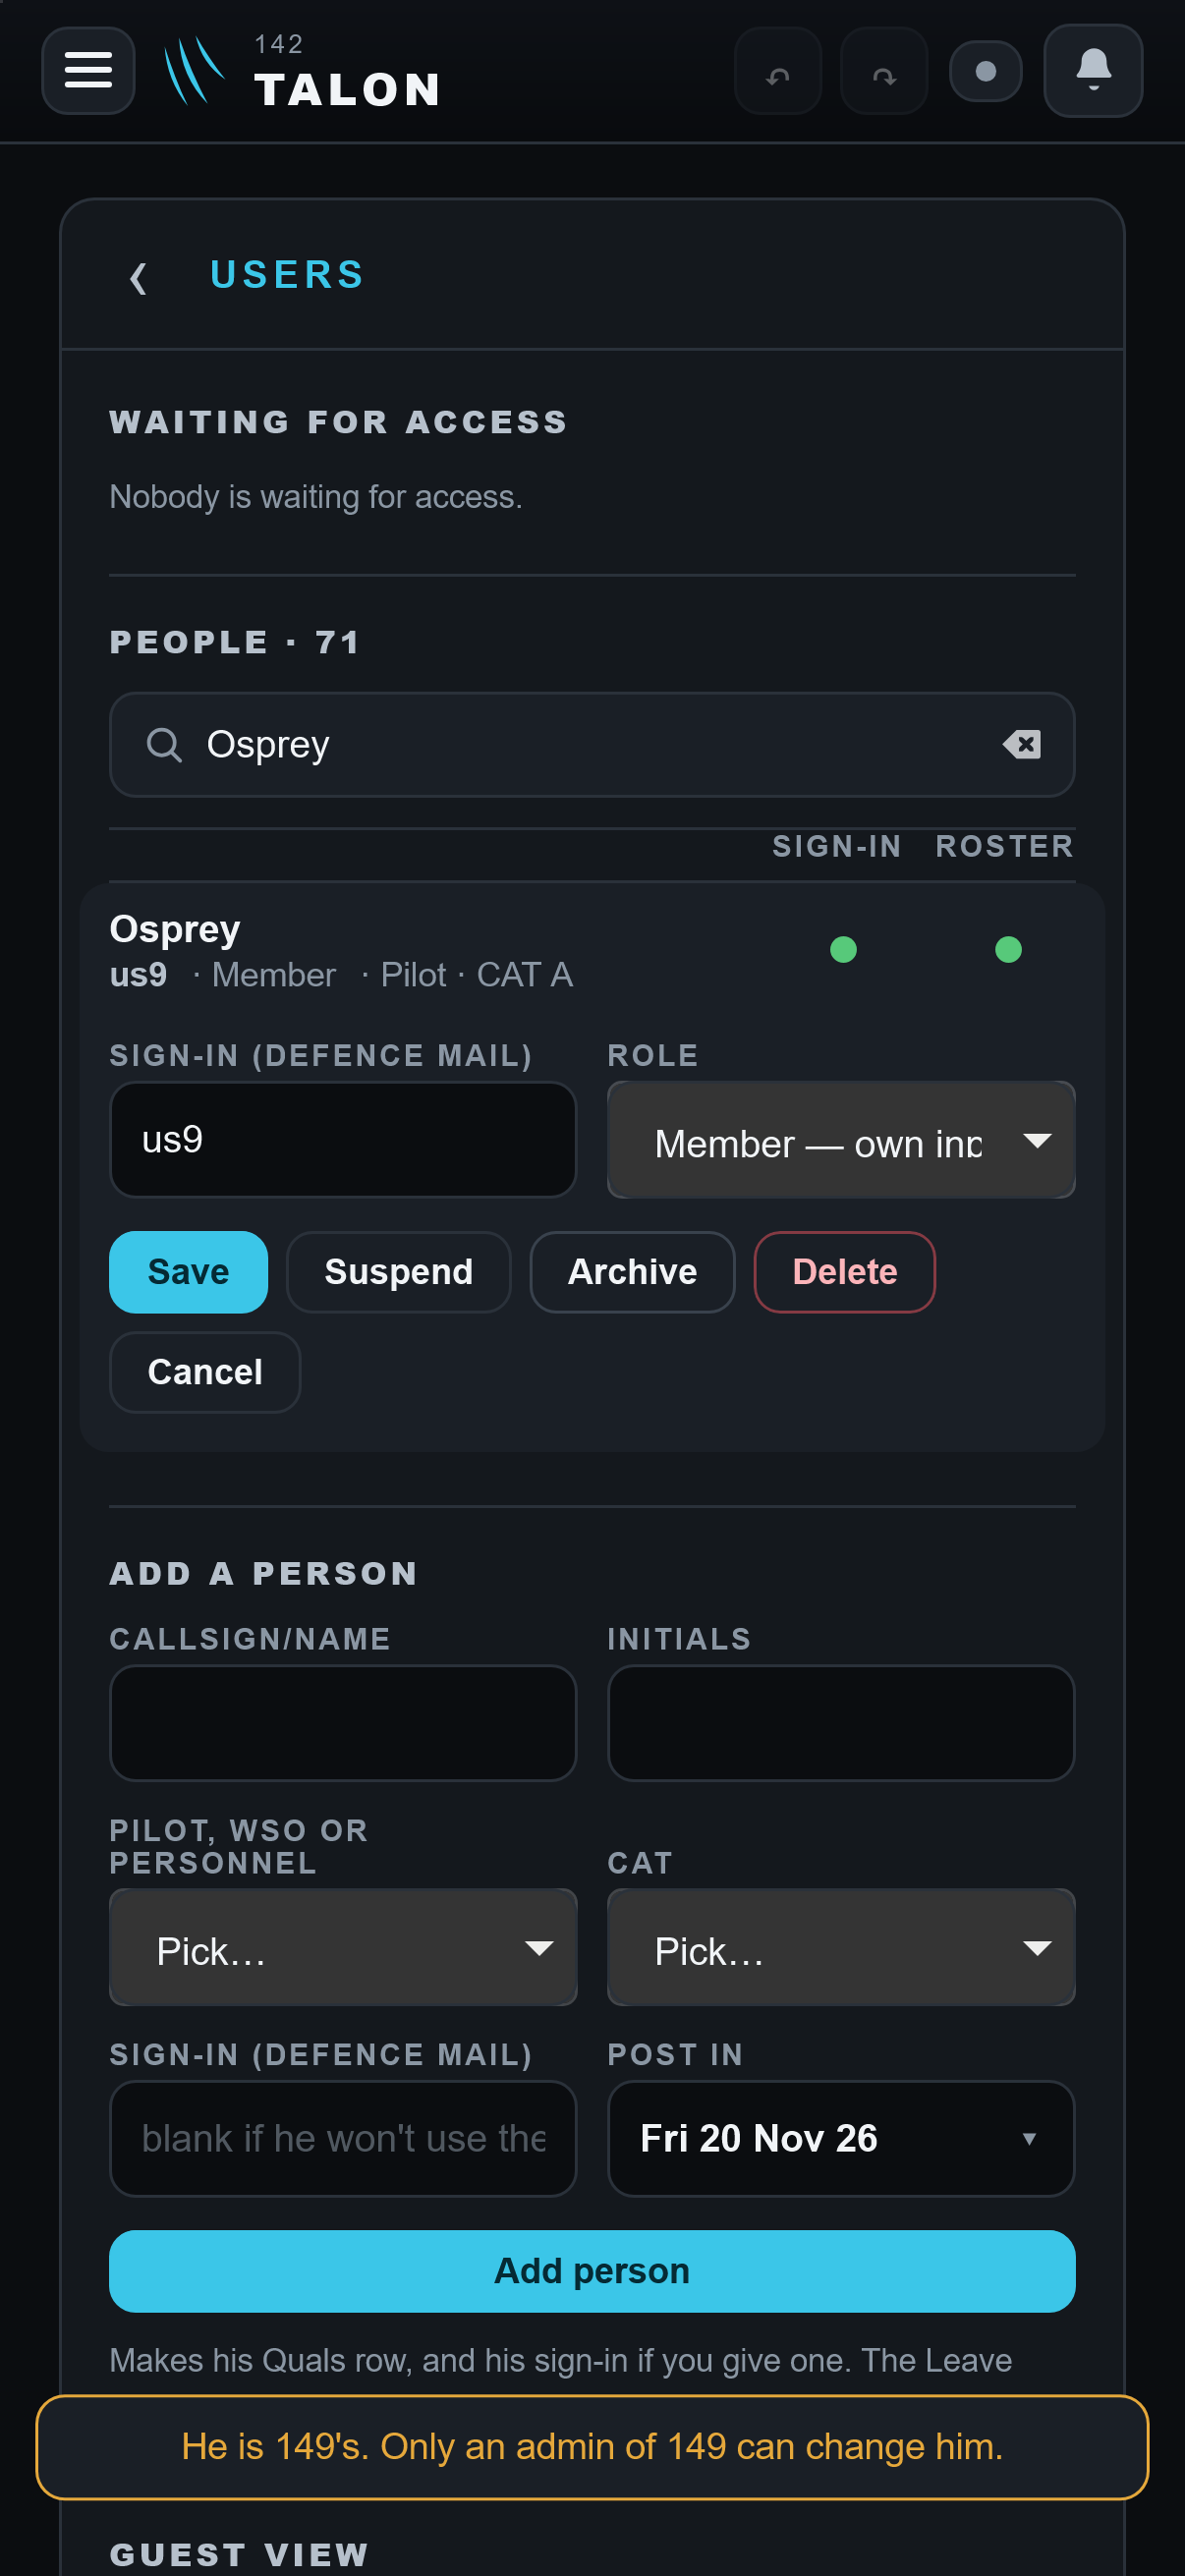 142
TALON
USERS
WAITING FOR ACCESS
Nobody is waiting for access.
PEOPLE · 71
Osprey
SIGN-IN ROSTER
Osprey
us9 · Member · Pilot · CAT A
SIGN-IN (DEFENCE MAIL) ROLE
us9 Member — own
Save Suspend Archive Delete
Cancel
ADD A PERSON
CALLSIGN/NAME INITIALS
PILOT, WSO OR
PERSONNEL CAT
Pick… Pick…
SIGN-IN (DEFENCE MAIL) POST IN
blank if he won't use the Fri 20 Nov 26
Add person
Makes his Quals row, and his sign-in if you give one. The Leave
He is 149's. Only an admin of 149 can change him.
GUEST VIEW